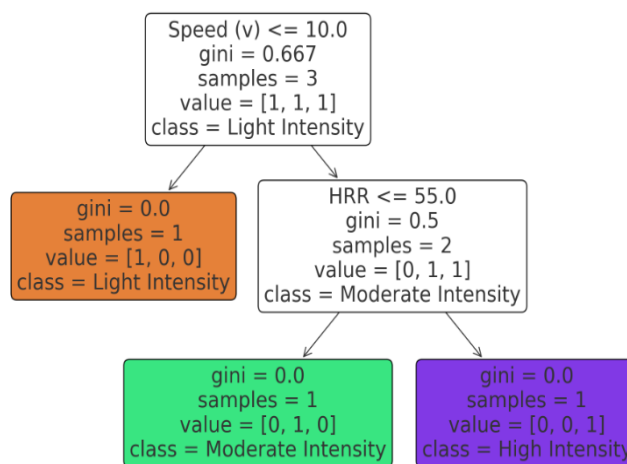 Speed (v) <= 10.0
gini = 0.667
samples = 3
value = [1, 1, 1]
class = Light Intensity
gini = 0.0
samples = 1
value = [1, 0, 0]
class = Light Intensity
HRR <= 55.0
gini = 0.5
samples = 2
value = [0, 1, 1]
class = Moderate Intensity
gini = 0.0
samples = 1
value = [0, 1, 0]
class = Moderate Intensity
gini = 0.0
samples = 1
value = [0, 0, 1]
class = High Intensity